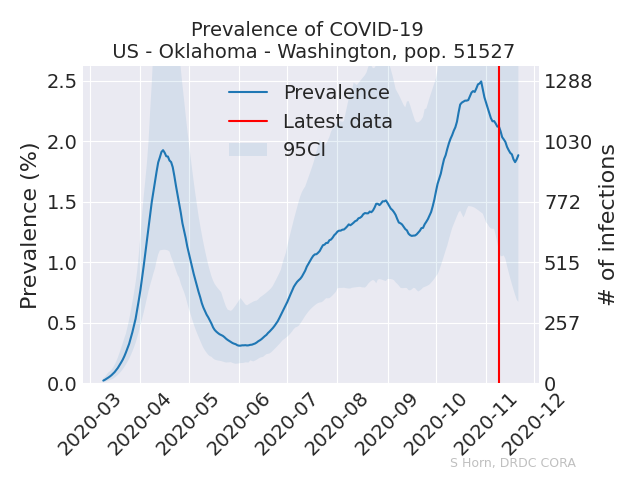 Prevalence of COVID-19
US - Oklahoma - Washington, pop. 51527
Prevalence
Latest data
95CI
Prevalence (%)
2.5
2.0
1.5
1.0
0.5
0.0
1288
1030
772
515
257
0
# of infections
2020-03
2020-04
2020-05
2020-06
2020-07
2020-08
2020-09
2020-10
2020-11
2020-12
S Horn, DRDC CORA